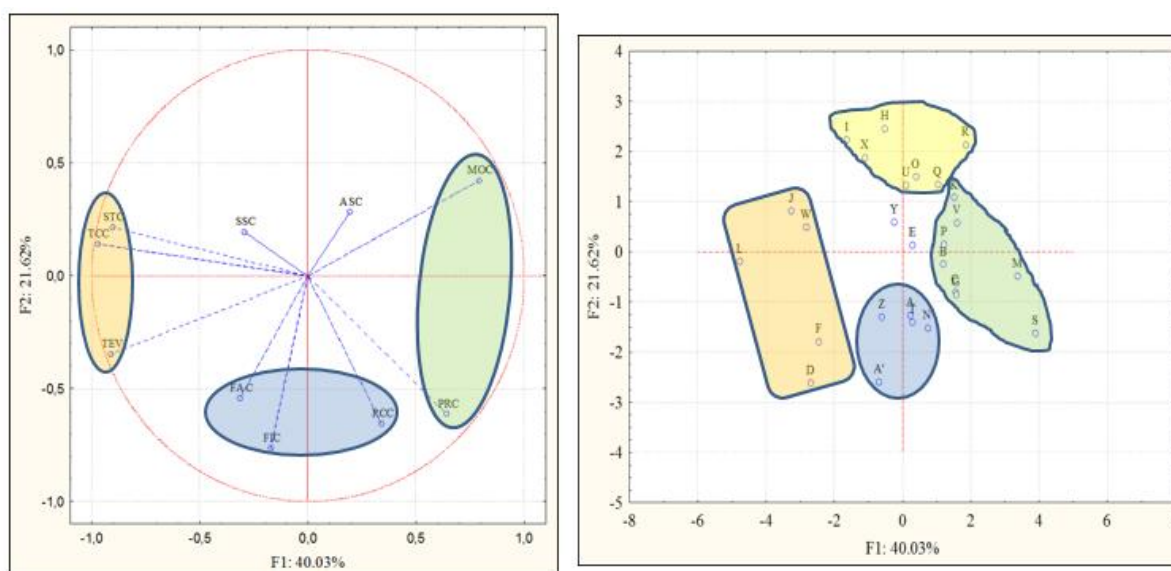 F2: 21.62%
1,0
0,5
0,0
-0,5
-1,0
MOC
ASC
SSC
STC
TCC
TEV
FAC
PRC
FIC
-1,0 -0,5 0,0 0,5 1,0
F1: 40.03%
F2: 21.62%
4
3
2
1
0
-1
-2
-3
-4
-5
H
I
R
X
O
U Q
J
V
W
Y
E
P
L
B
M
G
Z A
N
S
F
D
A'
-8 -6 -4 -2 0 2 4 6
F1: 40.03%